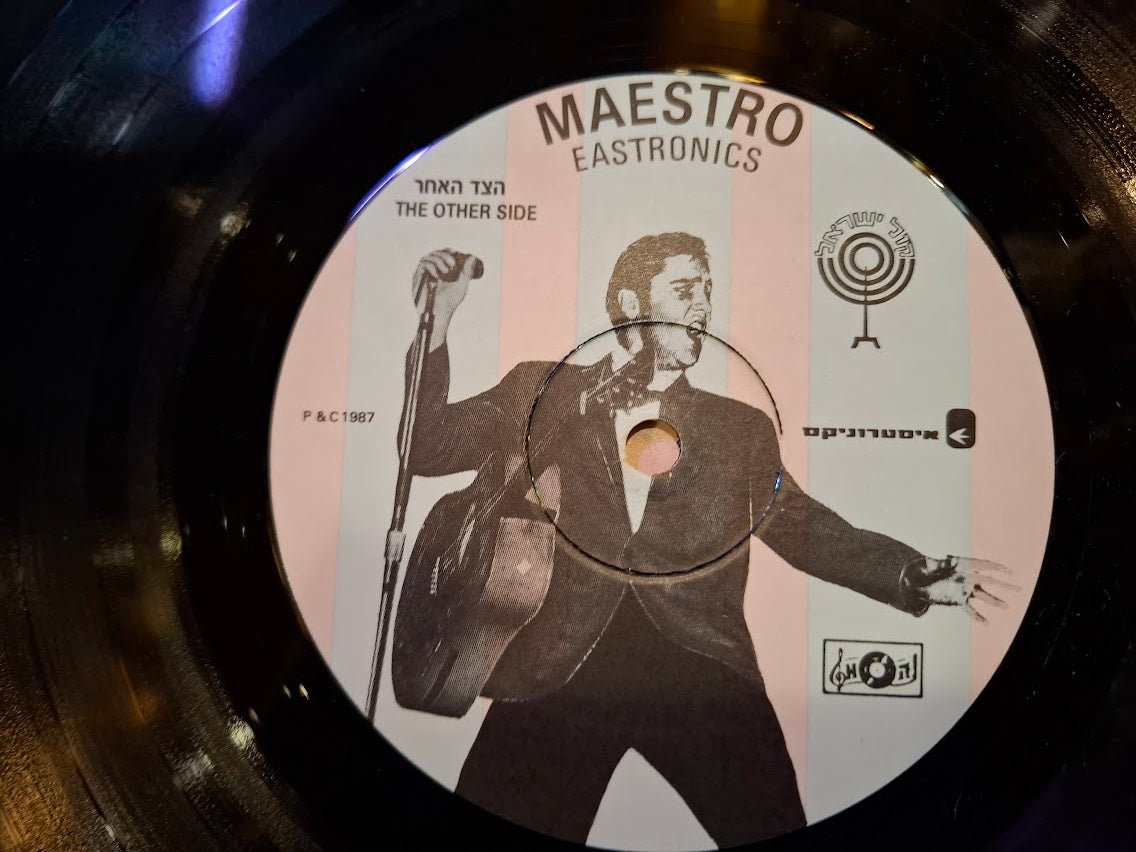 MAESTRO
EASTRONICS
הצד האחר
THE OTHER SIDE
קול ישראל
P & C 1987
איסטרוניקס